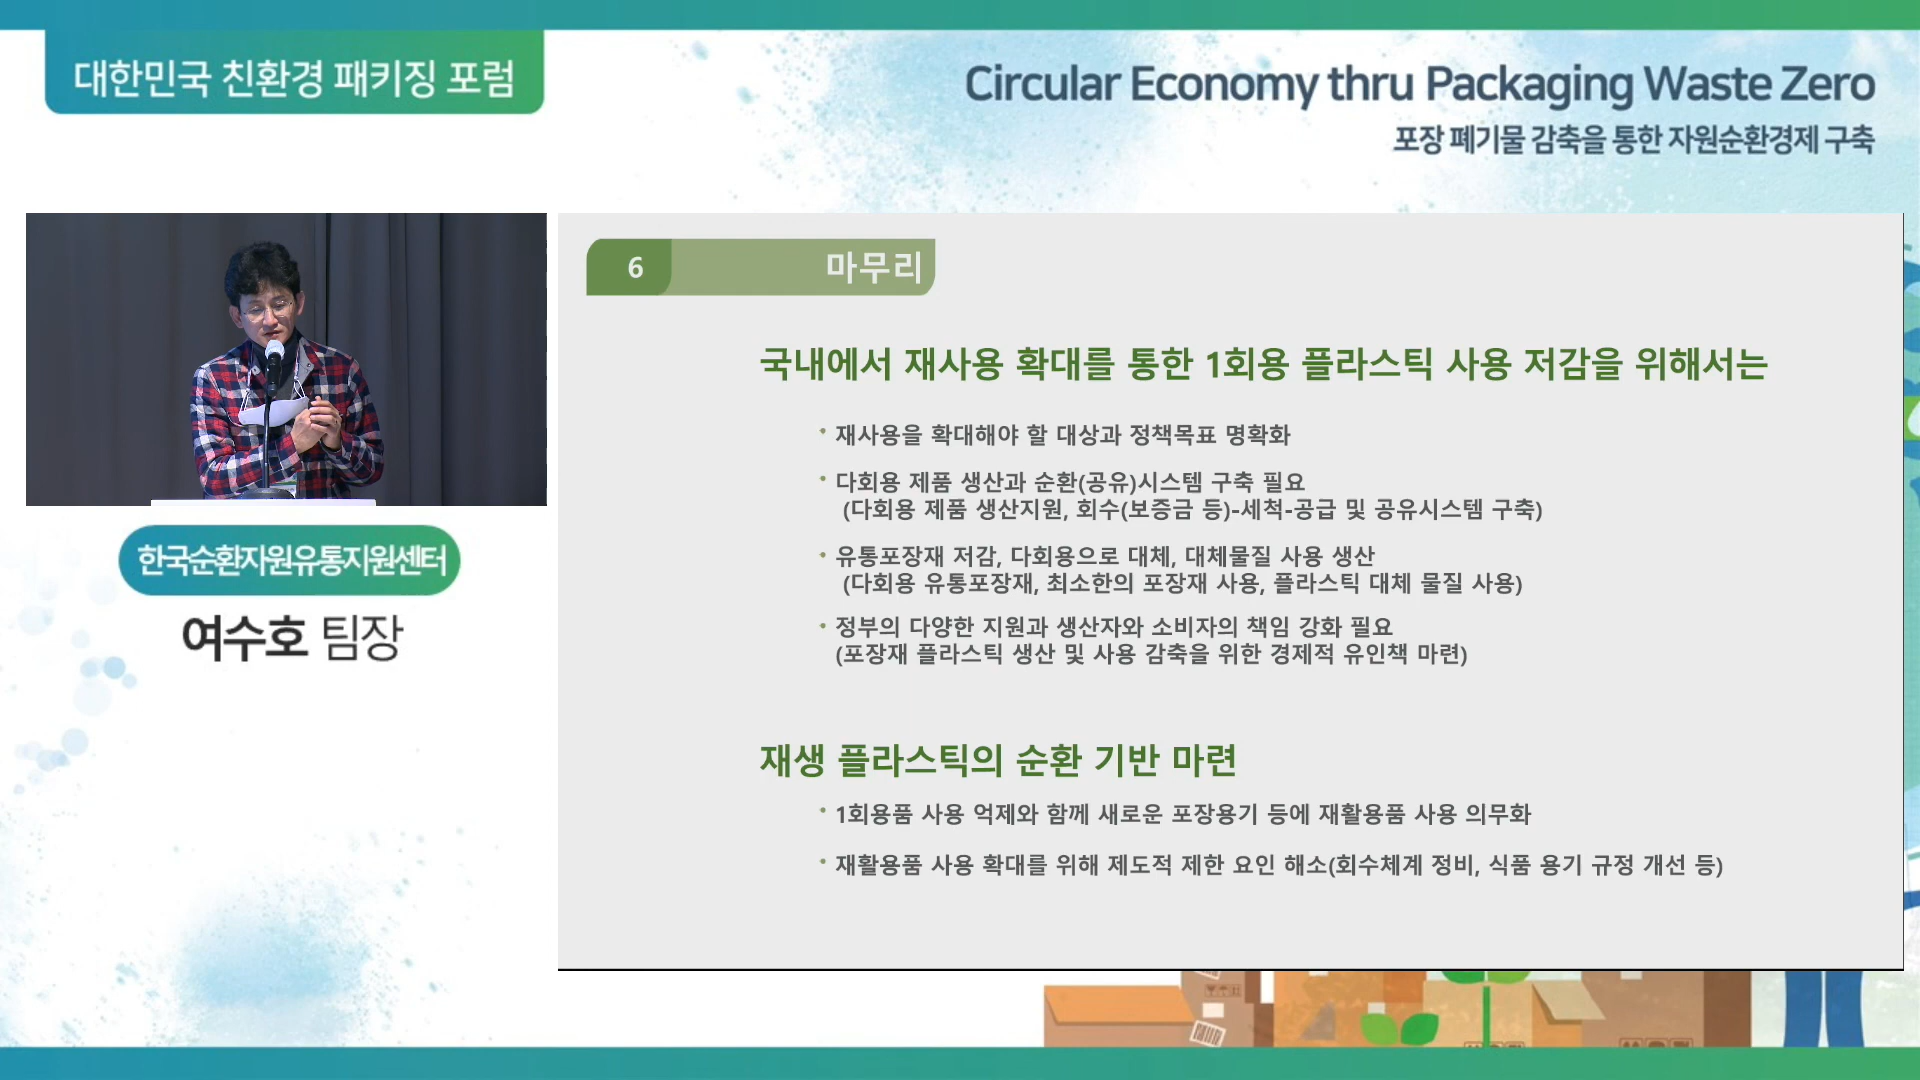 대한민국 친환경 패키징 포럼
Circular Economy thru Packaging Waste Zero
포장 폐기물 감축을 통한 자원순환경제 구축
한국순환자원유통지원센터
여수호 팀장
6 마무리
국내에서 재사용 확대를 통한 1회용 플라스틱 사용 저감을 위해서는
• 재사용을 확대해야 할 대상과 정책목표 명확화
• 다회용 제품 생산과 순환(공유)시스템 구축 필요
(다회용 제품 생산지원, 회수(보증금 등)-세척-공급 및 공유시스템 구축)
• 유통포장재 저감, 다회용으로 대체, 대체물질 사용 생산
(다회용 유통포장재, 최소한의 포장재 사용, 플라스틱 대체 물질 사용)
• 정부의 다양한 지원과 생산자와 소비자의 책임 강화 필요
(포장재 플라스틱 생산 및 사용 감축을 위한 경제적 유인책 마련)
재생 플라스틱의 순환 기반 마련
• 1회용품 사용 억제와 함께 새로운 포장용기 등에 재활용품 사용 의무화
• 재활용품 사용 확대를 위해 제도적 제한 요인 해소(회수체계 정비, 식품 용기 규정 개선 등)